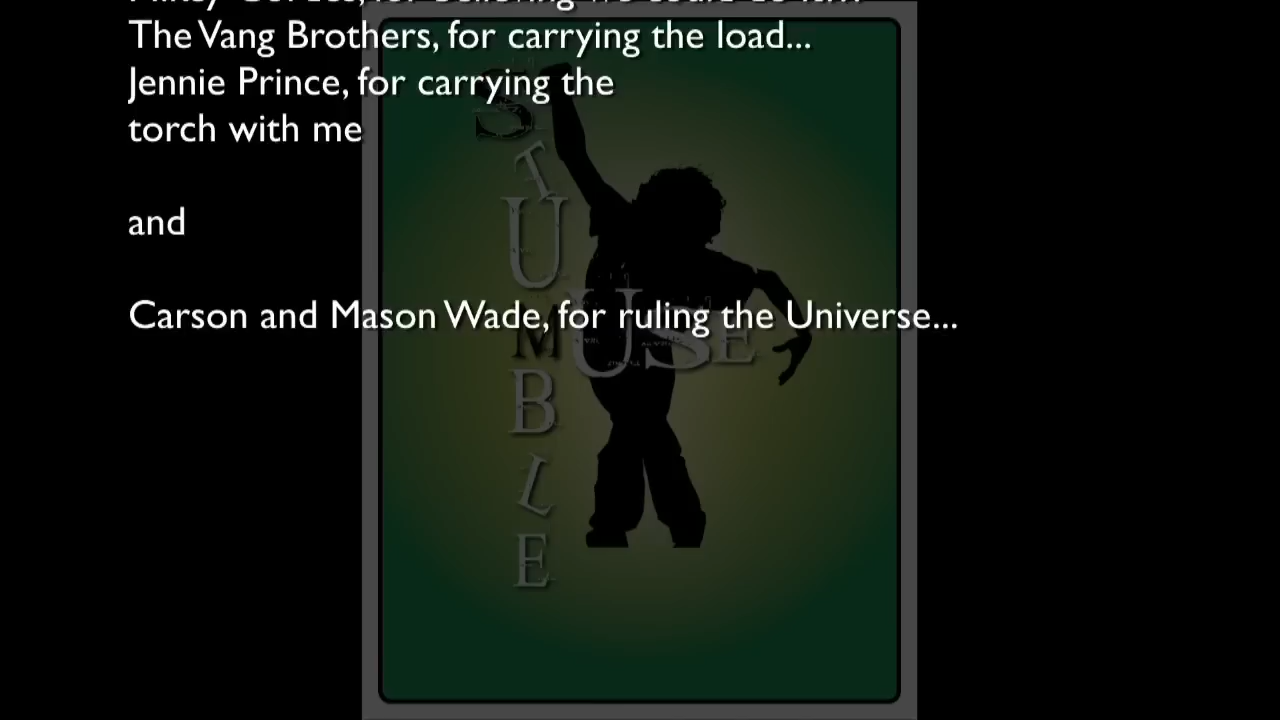 The Vang Brothers, for carrying the load...
Jennie Prince, for carrying the
torch with me
and
Carson and Mason Wade, for ruling the Universe...
STUMBLE
USE